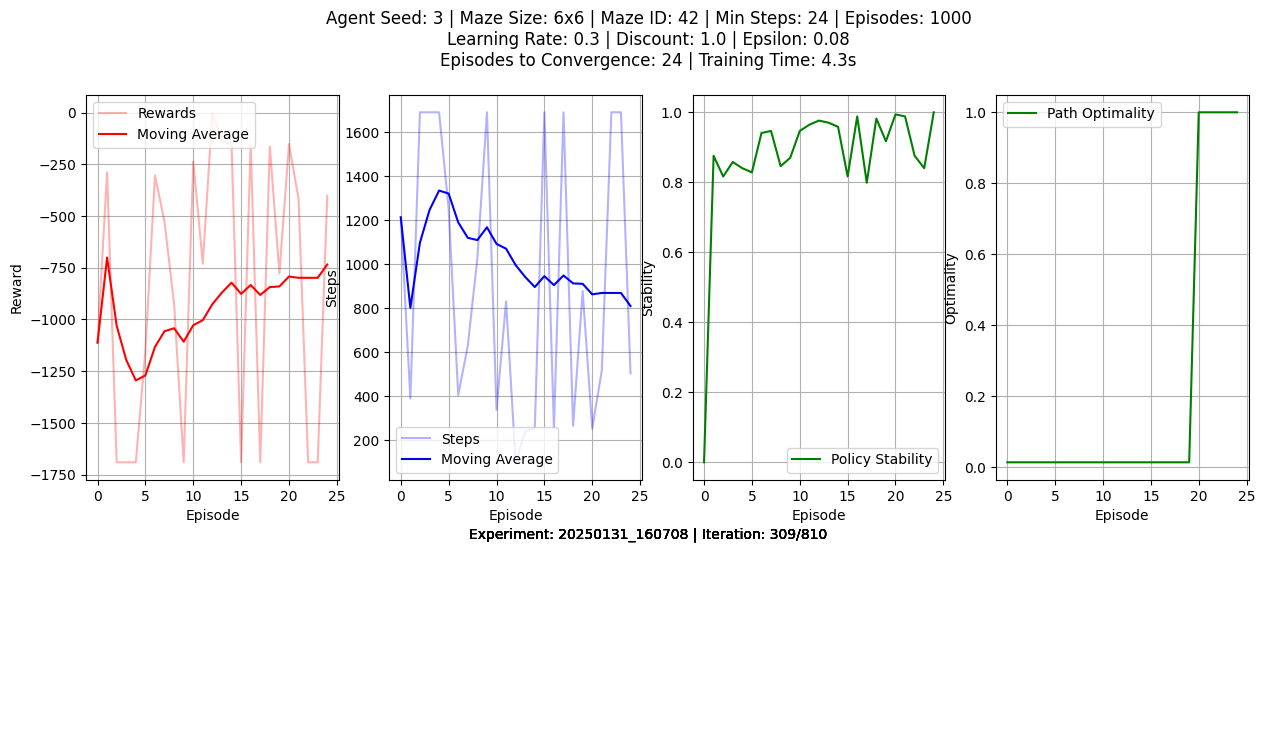 Agent Seed: 3 | Maze Size: 6x6 | Maze ID: 42 | Min Steps: 24 | Episodes: 1000
Learning Rate: 0.3 | Discount: 1.0 | Epsilon: 0.08
Episodes to Convergence: 24 | Training Time: 4.3s
Reward
0
−250
−500
−750
−1000
−1250
−1500
−1750
Rewards
Moving Average
0 5 10 15 20 25
Episode
Steps
1600
1400
1200
1000
800
600
400
200
Steps
Moving Average
0 5 10 15 20 25
Episode
Stability
1.0
0.8
0.6
0.4
0.2
0.0
Policy Stability
0 5 10 15 20 25
Episode
Optimality
1.0
0.8
0.6
0.4
0.2
0.0
Path Optimality
0 5 10 15 20 25
Episode
Experiment: 20250131_160708 | Iteration: 309/810